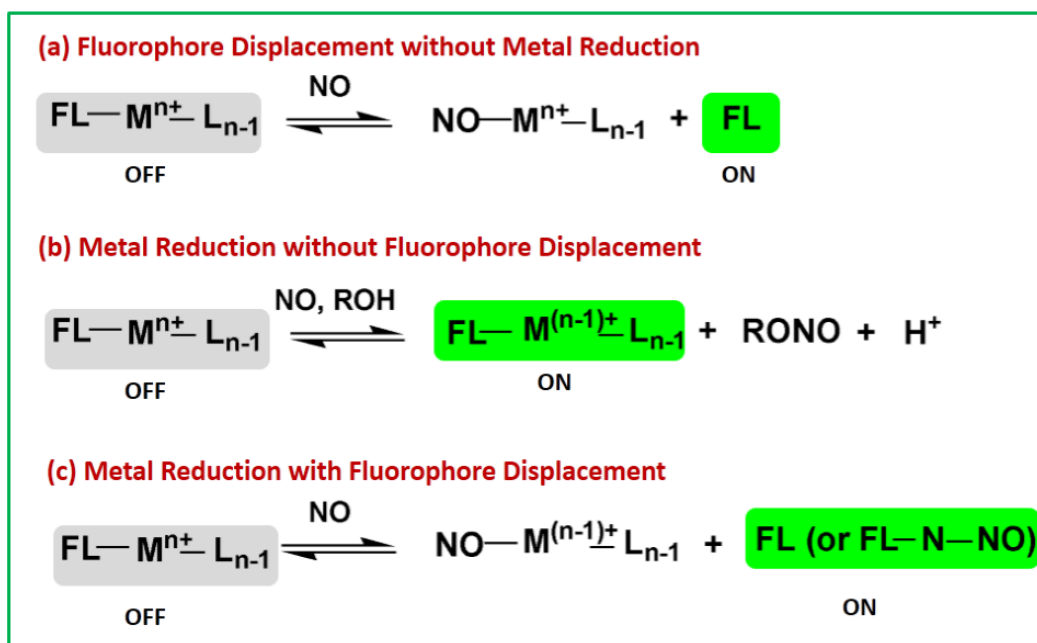 (a) Fluorophore Displacement without Metal Reduction
NO
FL—Mⁿ⁺—Lₙ₋₁ ⇌ NO—Mⁿ⁺—Lₙ₋₁ + FL
OFF ON
(b) Metal Reduction without Fluorophore Displacement
NO, ROH
FL—Mⁿ⁺—Lₙ₋₁ ⇌ FL—M⁽ⁿ⁻¹⁾⁺—Lₙ₋₁ + RONO + H⁺
OFF ON
(c) Metal Reduction with Fluorophore Displacement
NO
FL—Mⁿ⁺—Lₙ₋₁ ⇌ NO—M⁽ⁿ⁻¹⁾⁺—Lₙ₋₁ + FL (or FL—N—NO)
OFF ON